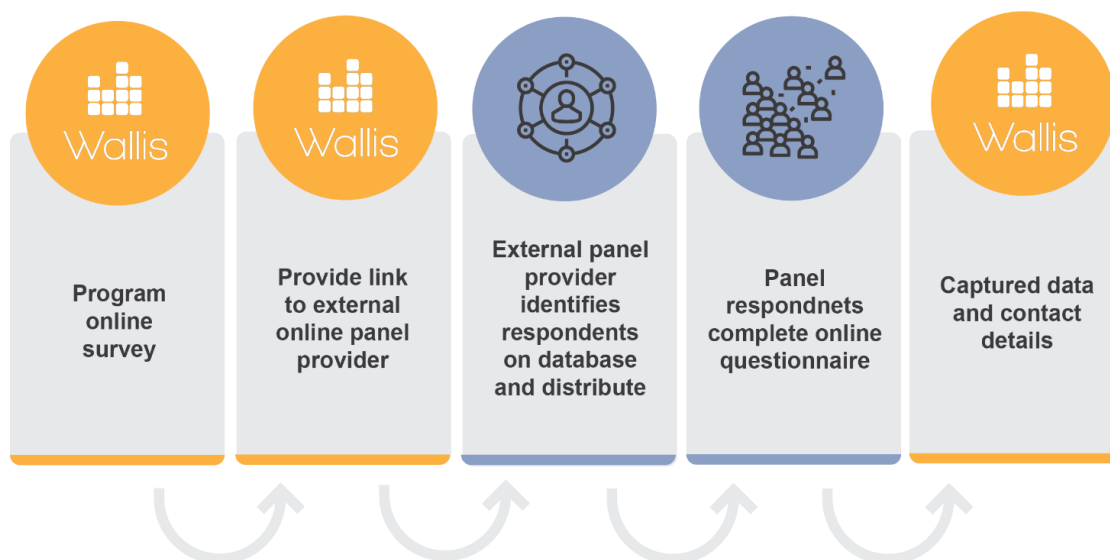 Wallis
Program
online
survey
Wallis
Provide link
to external
online panel
provider
External panel
provider
identifies
respondents
on database
and distribute
Panel
respondnets
complete online
questionnaire
Wallis
Captured data
and contact
details